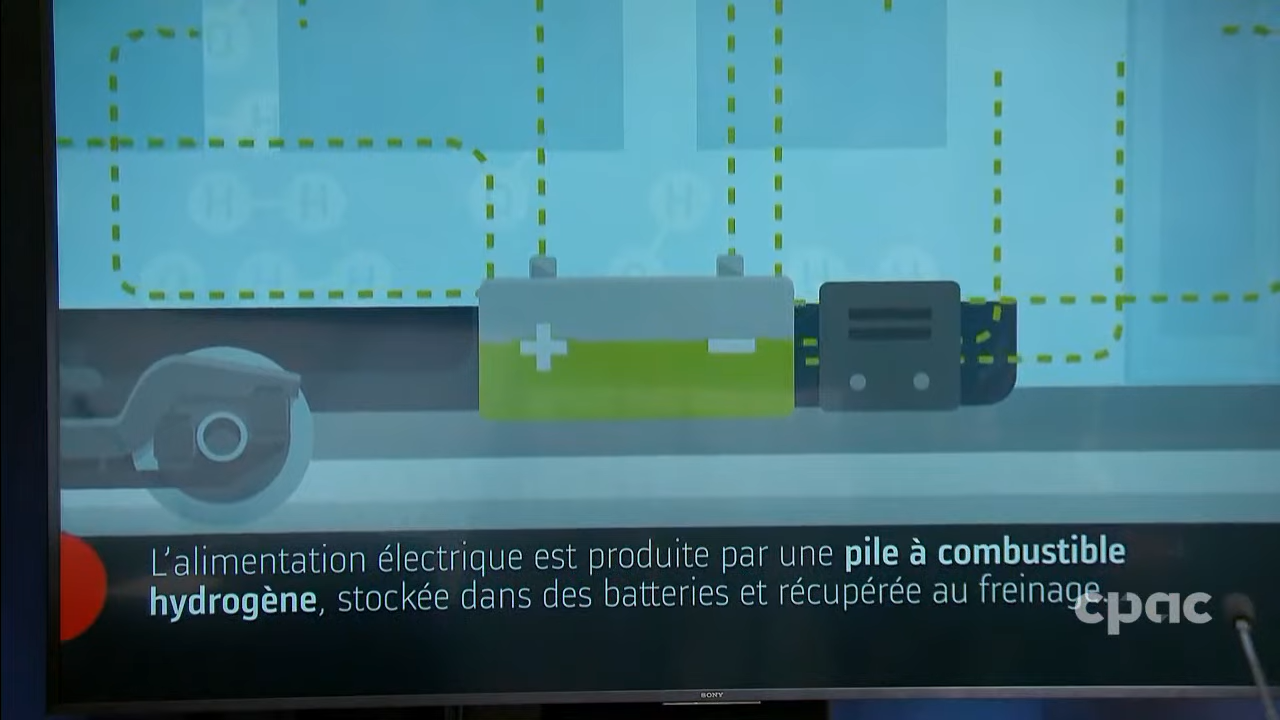 H
H H
O H
O H H H H
+ −
L'alimentation électrique est produite par une pile à combustible
hydrogène, stockée dans des batteries et récupérée au freinage.
cpac
SONY